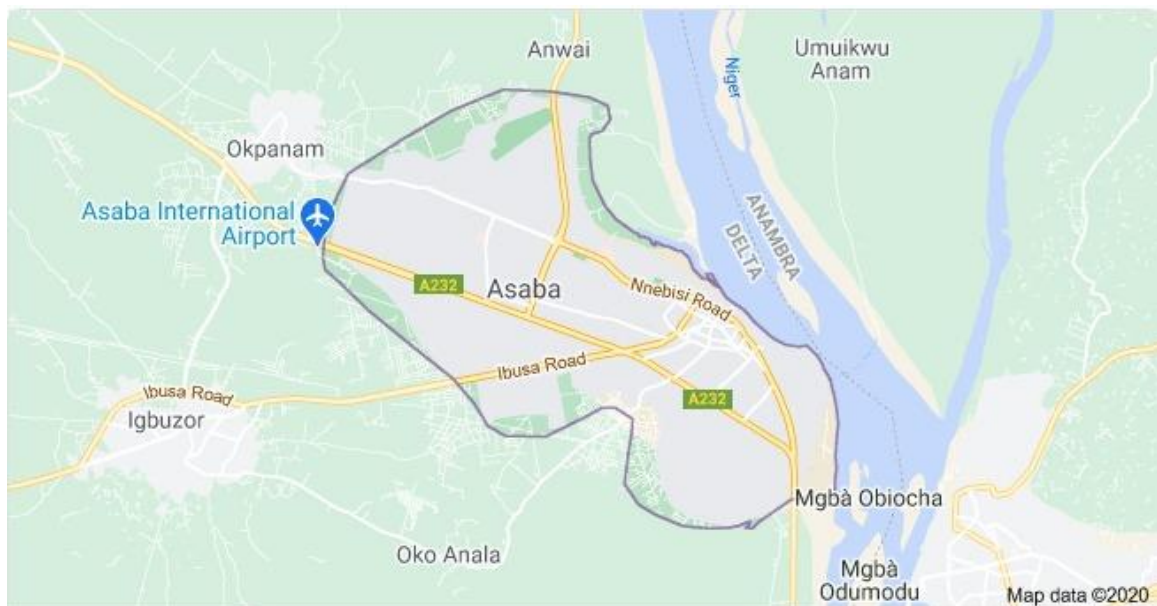 Anwai
Umuikwu
Anam
Niger
Okpanam
Asaba International
Airport
ANAMBRA
DELTA
A232
Asaba
Nnebisi Road
Ibusa Road
Ibusa Road
Igbuzor
A232
Mgbà Obiocha
Oko Anala
Mgbà
Odumodu
Map data ©2020